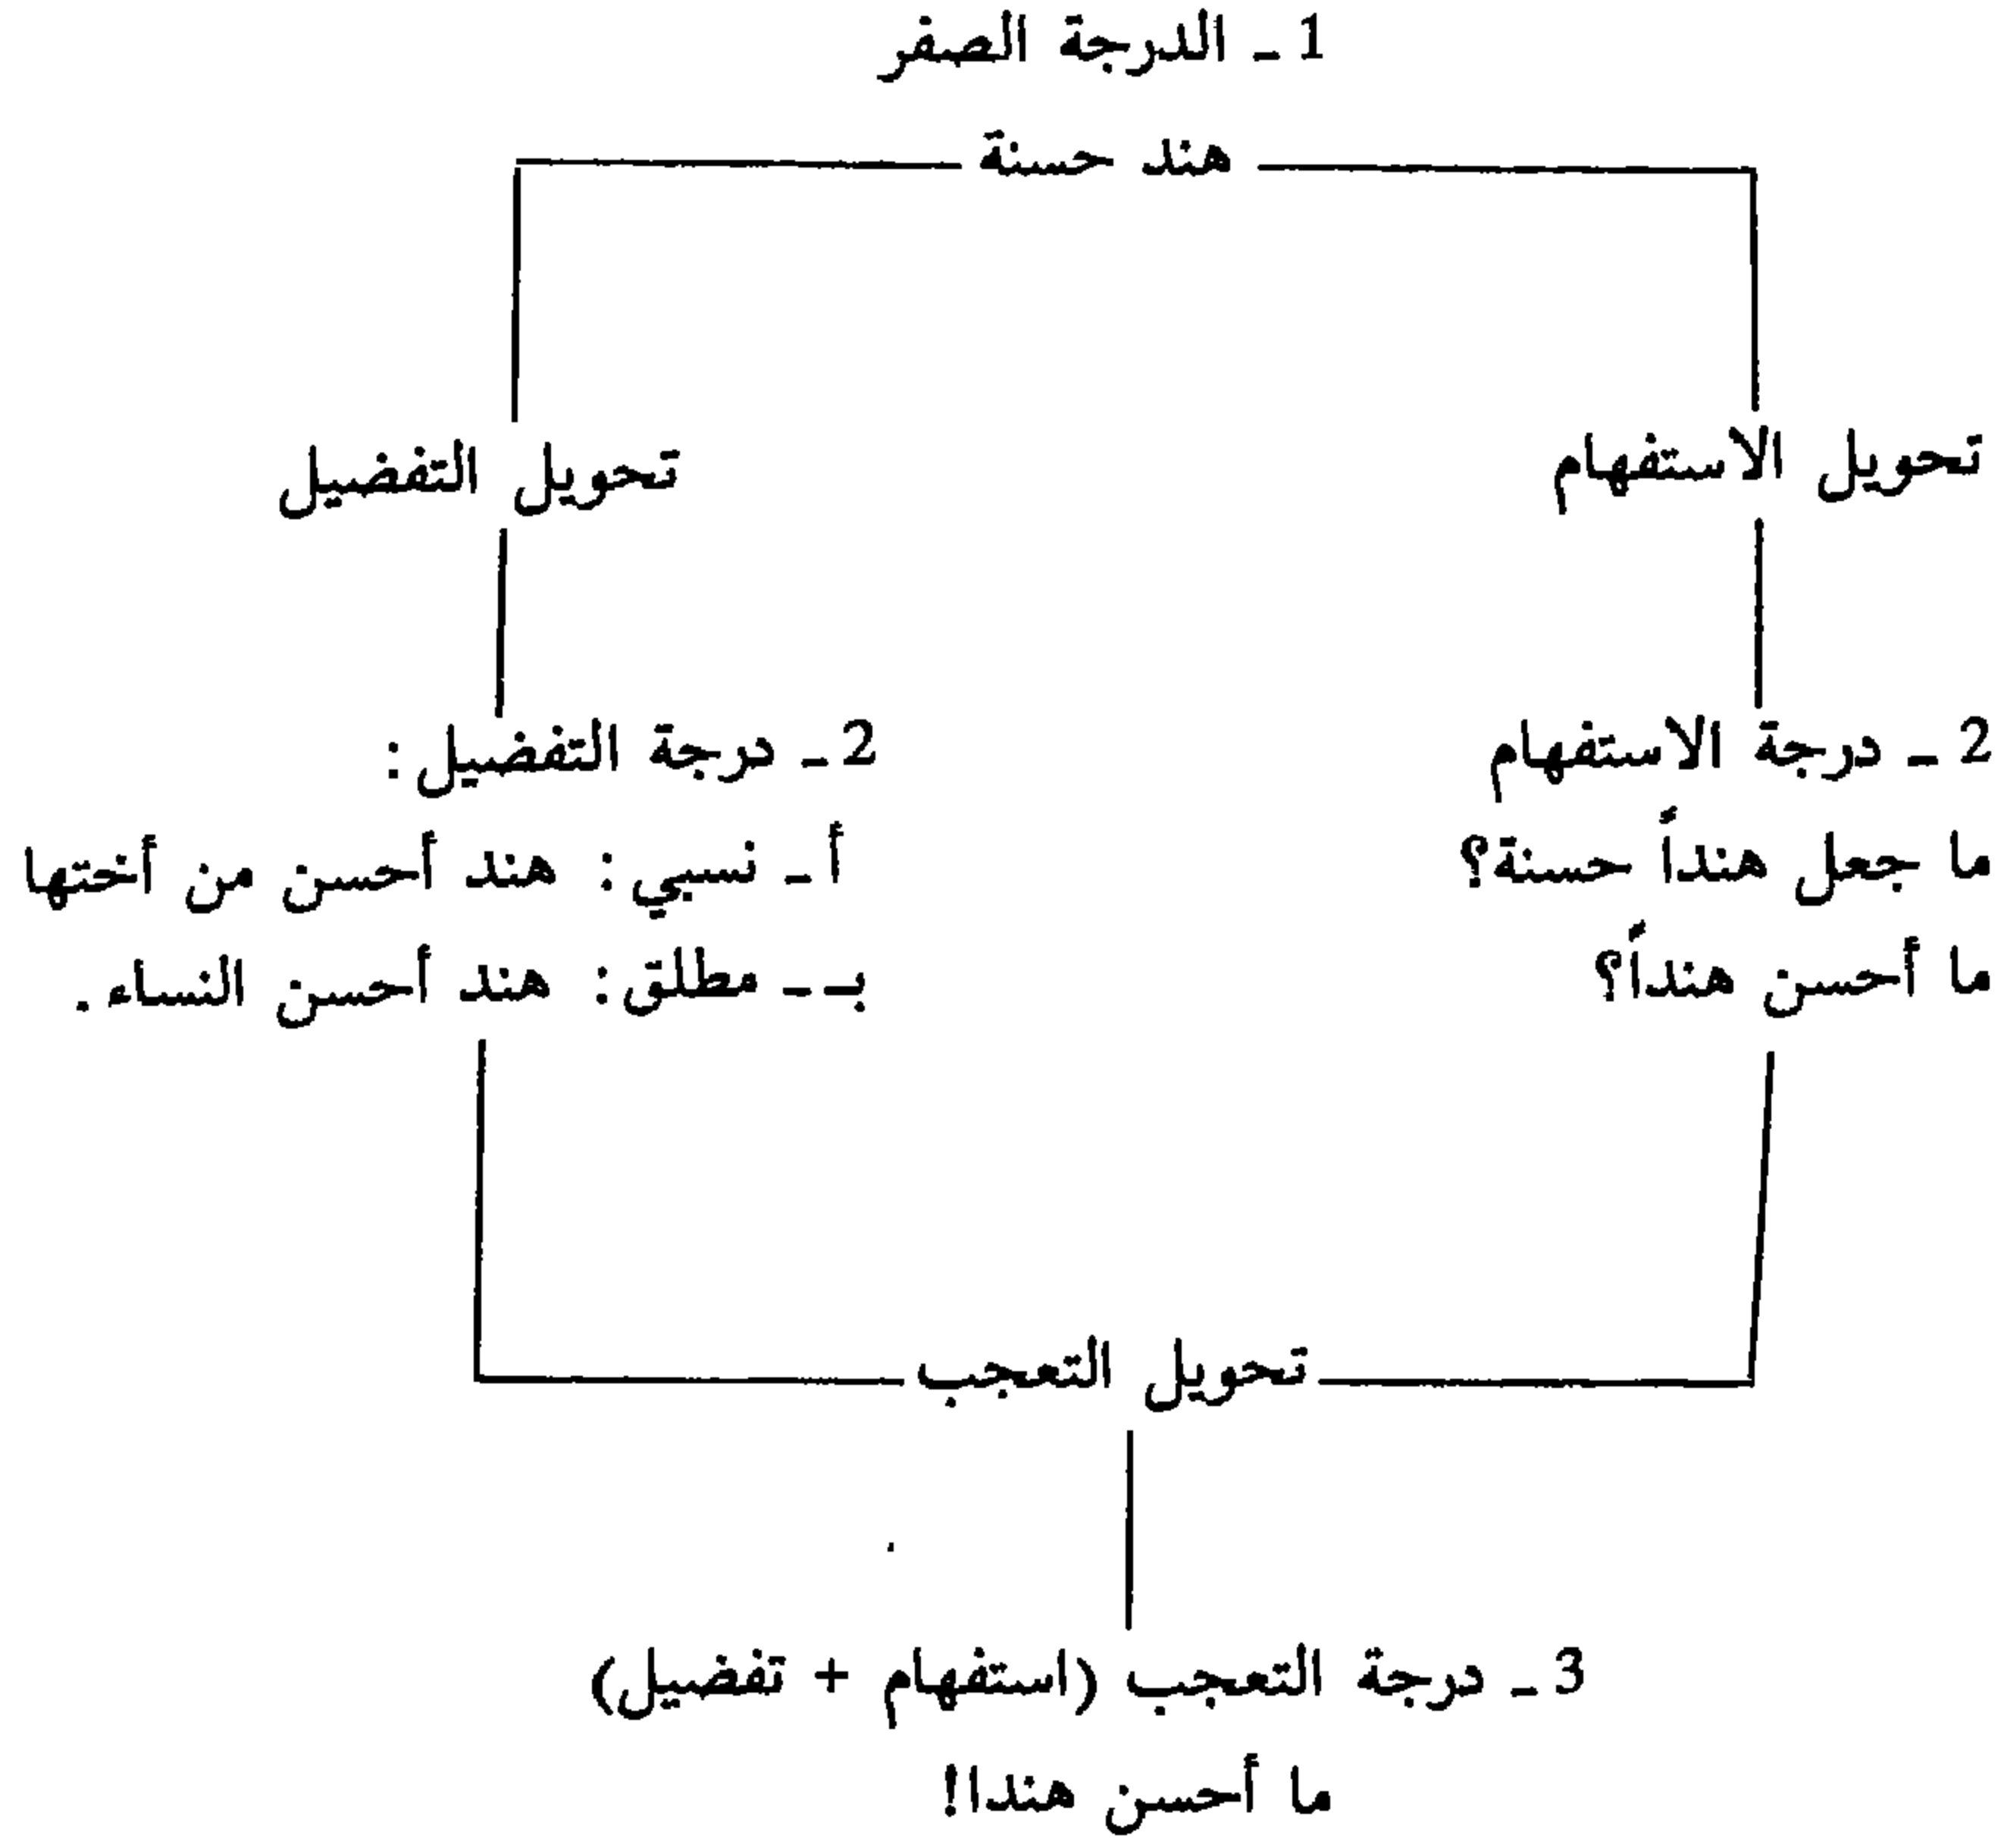 1 ـ الدرجة الصفر
هند حسنة
تحويل الاستفهام
تحويل التفضيل
2 ـ درجة الاستفهام
ما جعل هنداً حسنة؟
ما أحسن هنداً؟
2 ـ درجة التفضيل:
أ ـ نسبي: هند أحسن من أختها
بـ ـ مطلق: هند أحسن النساء.
تحويل التعجب
3 ـ درجة التعجب (استفهام + تفضيل)
ما أحسن هندا!